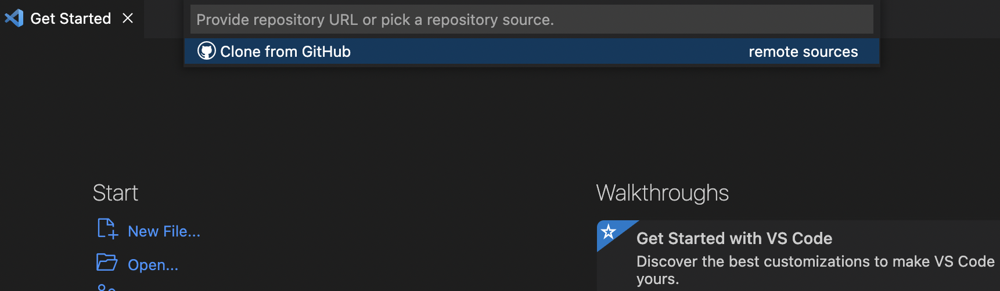 Get Started
Provide repository URL or pick a repository source.
Clone from GitHub remote sources
Start
New File...
Open...
Walkthroughs
Get Started with VS Code
Discover the best customizations to make VS Code
yours.